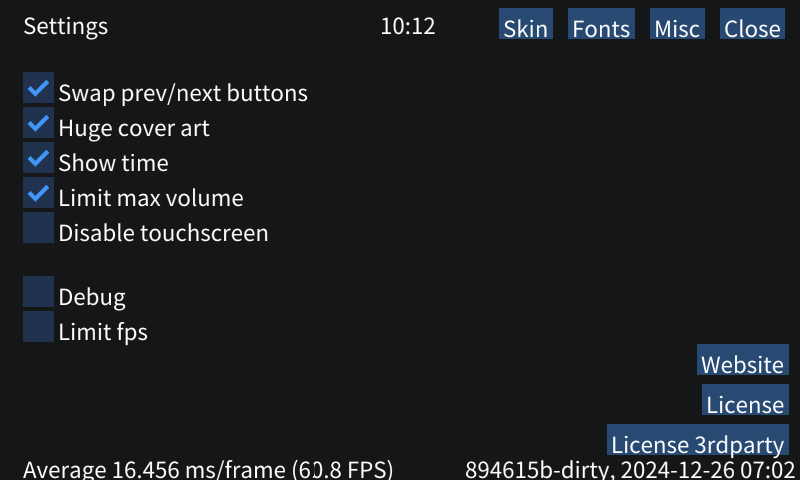 Settings 10:12 Skin Fonts Misc Close
Swap prev/next buttons
Huge cover art
Show time
Limit max volume
Disable touchscreen
Debug
Limit fps
Website
License
License 3rdparty
Average 16.456 ms/frame (60.8 FPS) 894615b-dirty, 2024-12-26 07:02